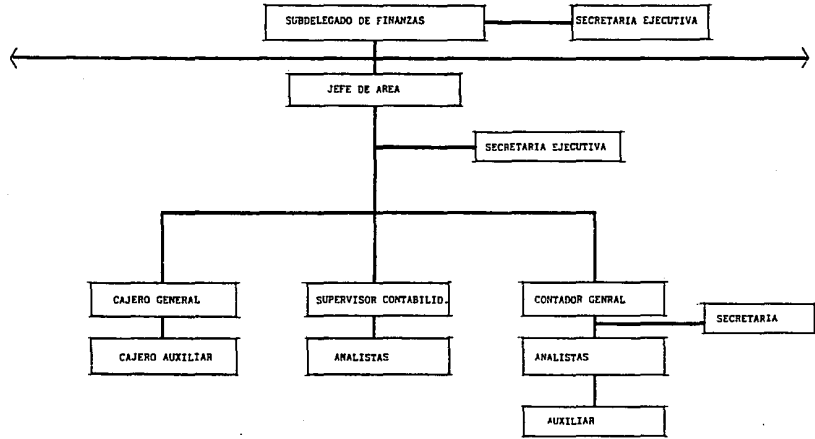 SUBDELEGADO DE FINANZAS
SECRETARIA EJECUTIVA
JEFE DE AREA
SECRETARIA EJECUTIVA
CAJERO GENERAL
SUPERVISOR CONTABILID.
CONTADOR GENRAL
SECRETARIA
CAJERO AUXILIAR
ANALISTAS
ANALISTAS
AUXILIAR